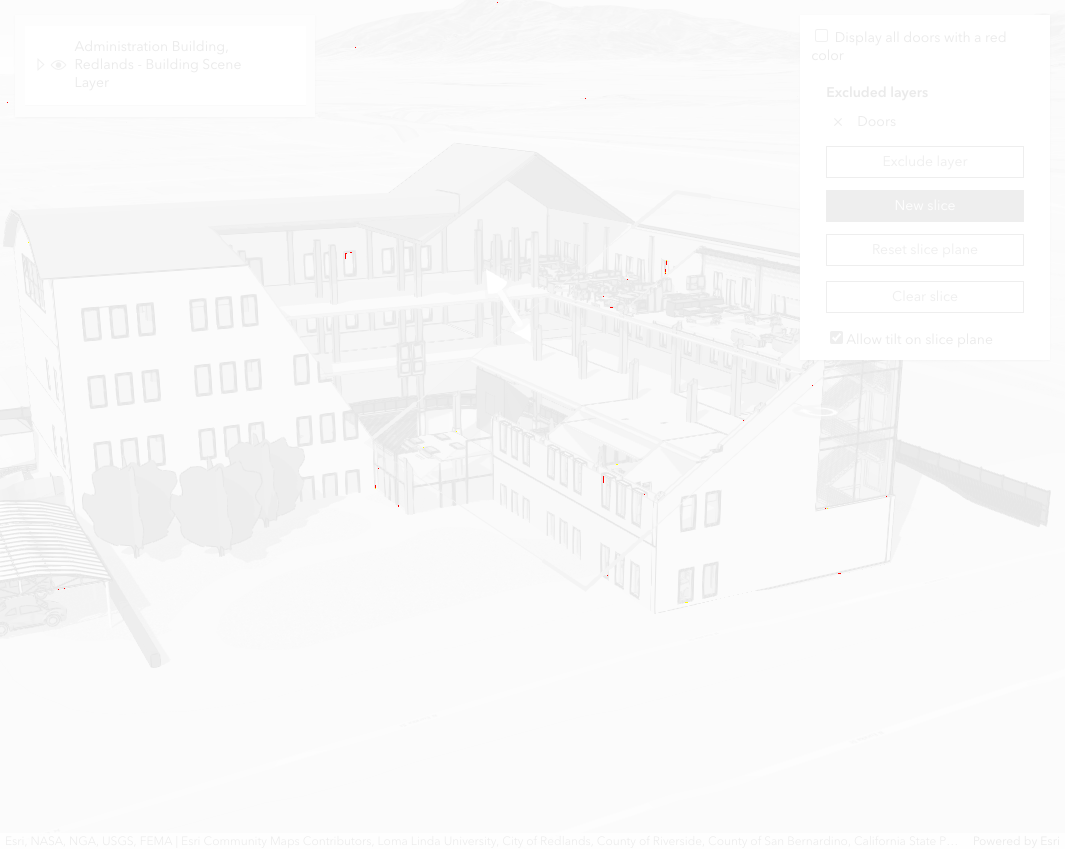 Administration Building,
Redlands - Building Scene
Layer
Display all doors with a red
color
Excluded layers
Doors
Exclude layer
New slice
Reset slice plane
Clear slice
Allow tilt on slice plane
Esri, NASA, NGA, USGS, FEMA | Esri Community Maps Contributors, Loma Linda University, City of Redlands, County of Riverside, County of San Bernardino, California State P...
Powered by Esri